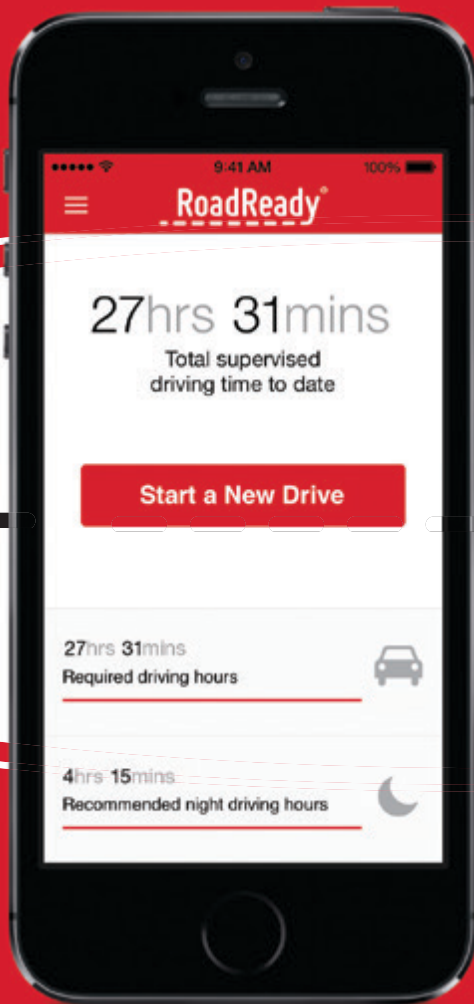 9:41 AM 100%
RoadReady®
27hrs 31mins
Total supervised
driving time to date
Start a New Drive
27hrs 31mins
Required driving hours
4hrs 15mins
Recommended night driving hours